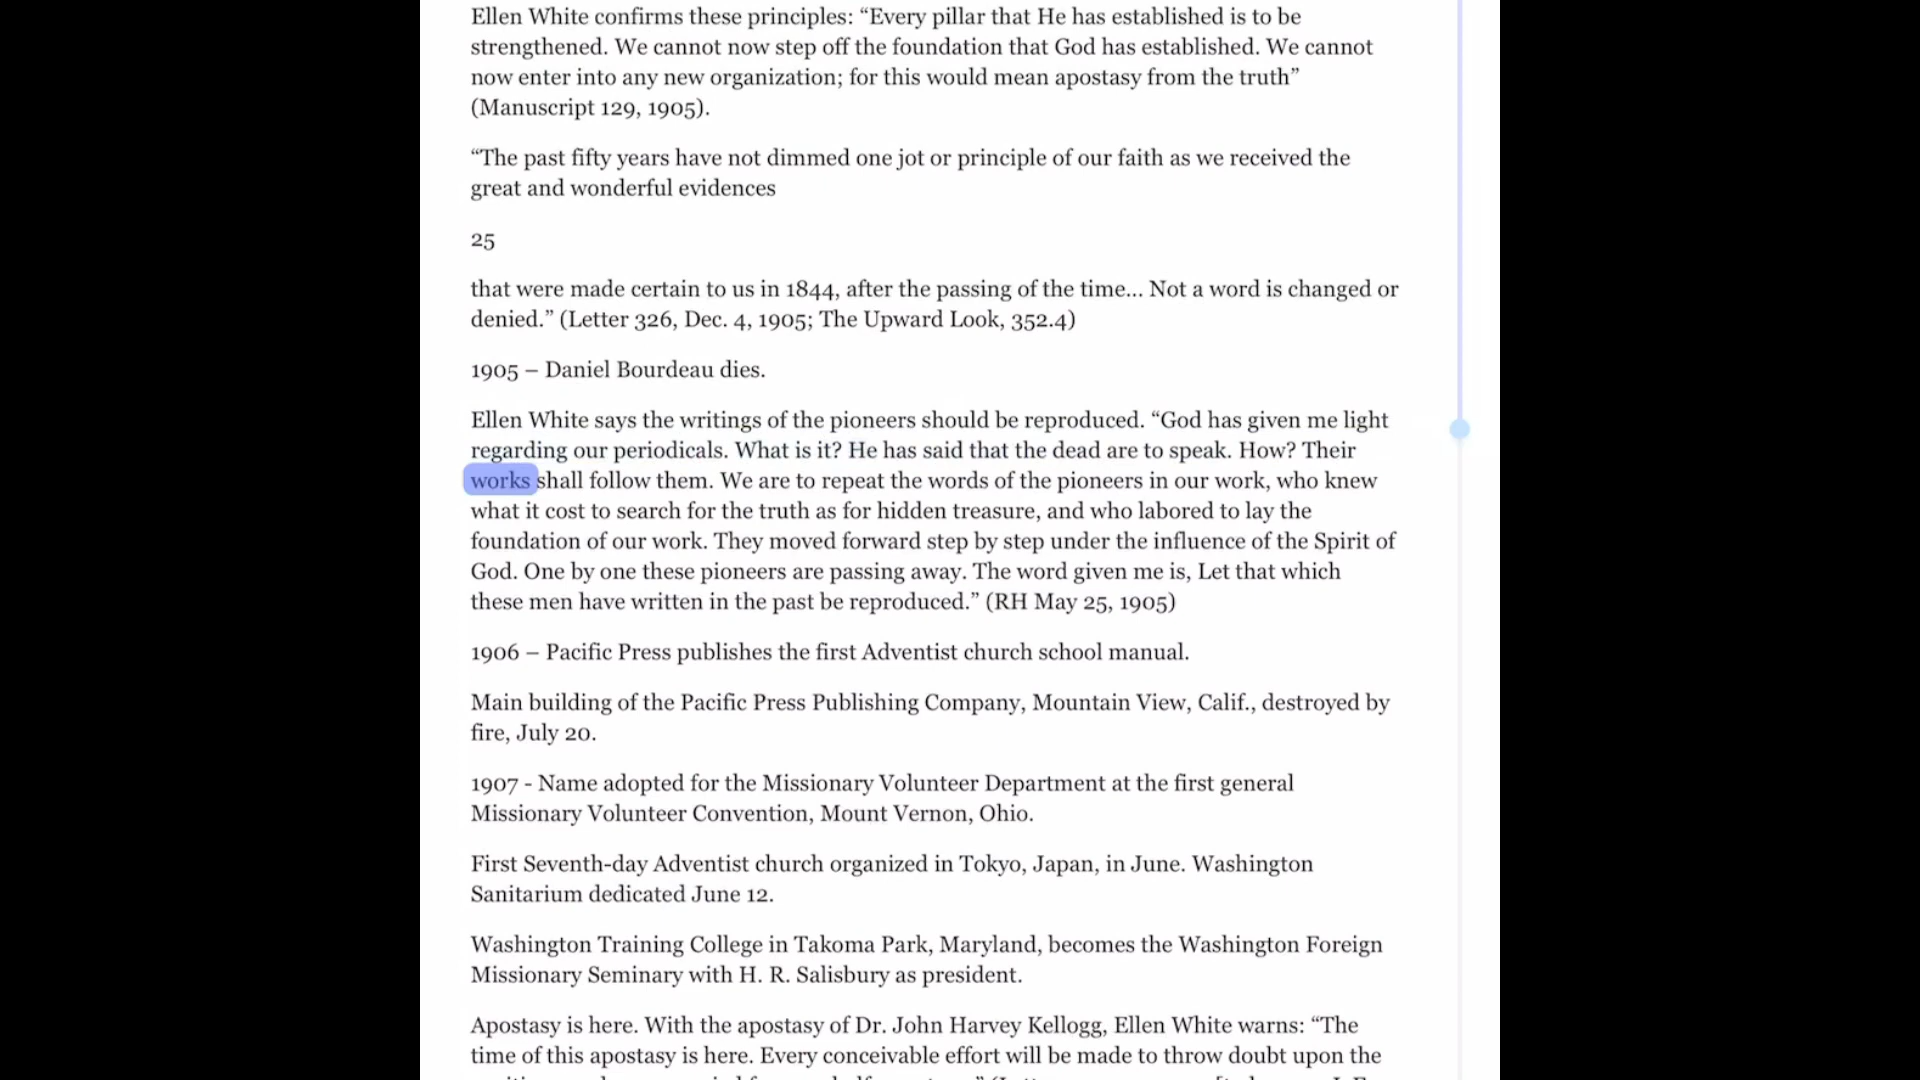 Ellen White confirms these principles: “Every pillar that He has established is to be
strengthened. We cannot now step off the foundation that God has established. We cannot
now enter into any new organization; for this would mean apostasy from the truth”
(Manuscript 129, 1905).
“The past fifty years have not dimmed one jot or principle of our faith as we received the
great and wonderful evidences
25
that were made certain to us in 1844, after the passing of the time... Not a word is changed or
denied.” (Letter 326, Dec. 4, 1905; The Upward Look, 352.4)
1905 – Daniel Bourdeau dies.
Ellen White says the writings of the pioneers should be reproduced. “God has given me light
regarding our periodicals. What is it? He has said that the dead are to speak. How? Their
works shall follow them. We are to repeat the words of the pioneers in our work, who knew
what it cost to search for the truth as for hidden treasure, and who labored to lay the
foundation of our work. They moved forward step by step under the influence of the Spirit of
God. One by one these pioneers are passing away. The word given me is, Let that which
these men have written in the past be reproduced.” (RH May 25, 1905)
1906 – Pacific Press publishes the first Adventist church school manual.
Main building of the Pacific Press Publishing Company, Mountain View, Calif., destroyed by
fire, July 20.
1907 - Name adopted for the Missionary Volunteer Department at the first general
Missionary Volunteer Convention, Mount Vernon, Ohio.
First Seventh-day Adventist church organized in Tokyo, Japan, in June. Washington
Sanitarium dedicated June 12.
Washington Training College in Takoma Park, Maryland, becomes the Washington Foreign
Missionary Seminary with H. R. Salisbury as president.
Apostasy is here. With the apostasy of Dr. John Harvey Kellogg, Ellen White warns: “The
time of this apostasy is here. Every conceivable effort will be made to throw doubt upon the